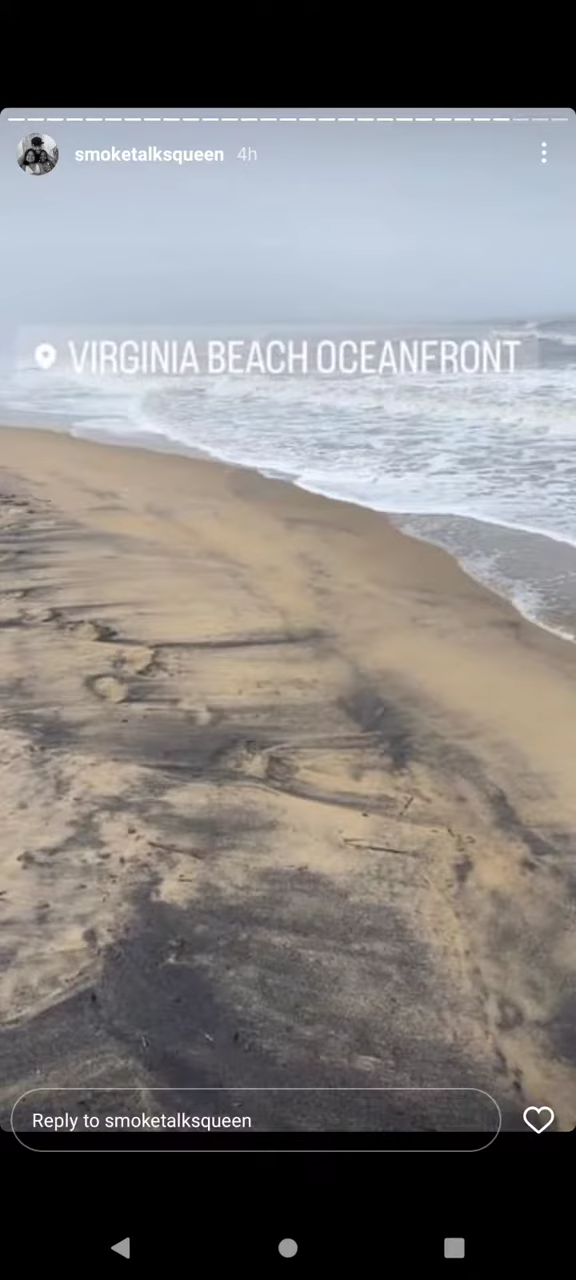 smoketalksqueen 4h
VIRGINIA BEACH OCEANFRONT
Reply to smoketalksqueen